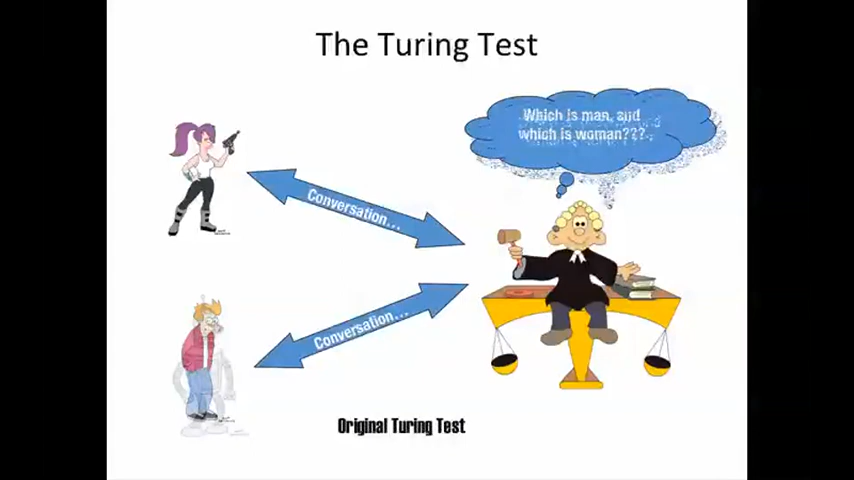 The Turing Test
Which is man, and
which is woman???
Conversation...
Conversation...
Original Turing Test